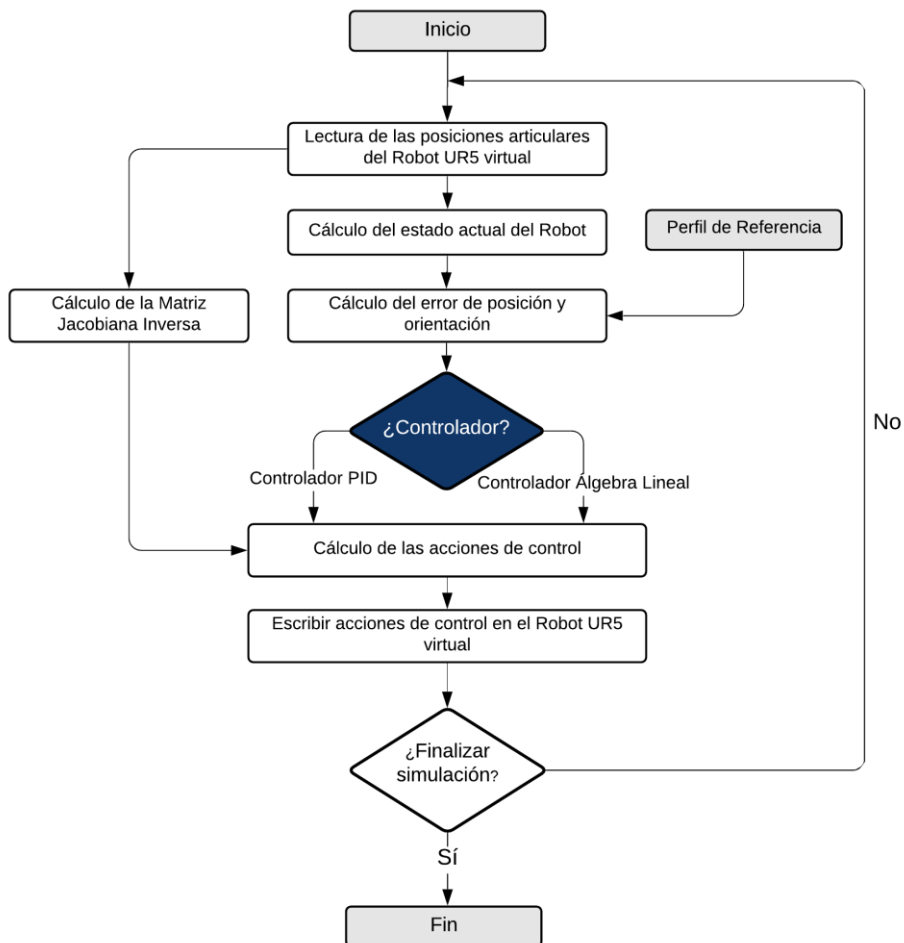 Inicio
Lectura de las posiciones articulares
del Robot UR5 virtual
Cálculo del estado actual del Robot
Perfil de Referencia
Cálculo de la Matriz
Jacobiana Inversa
Cálculo del error de posición y
orientación
¿Controlador?
No
Controlador PID
Controlador Álgebra Lineal
Cálculo de las acciones de control
Escribir acciones de control en el Robot UR5
virtual
¿Finalizar
simulación?
Sí
Fin